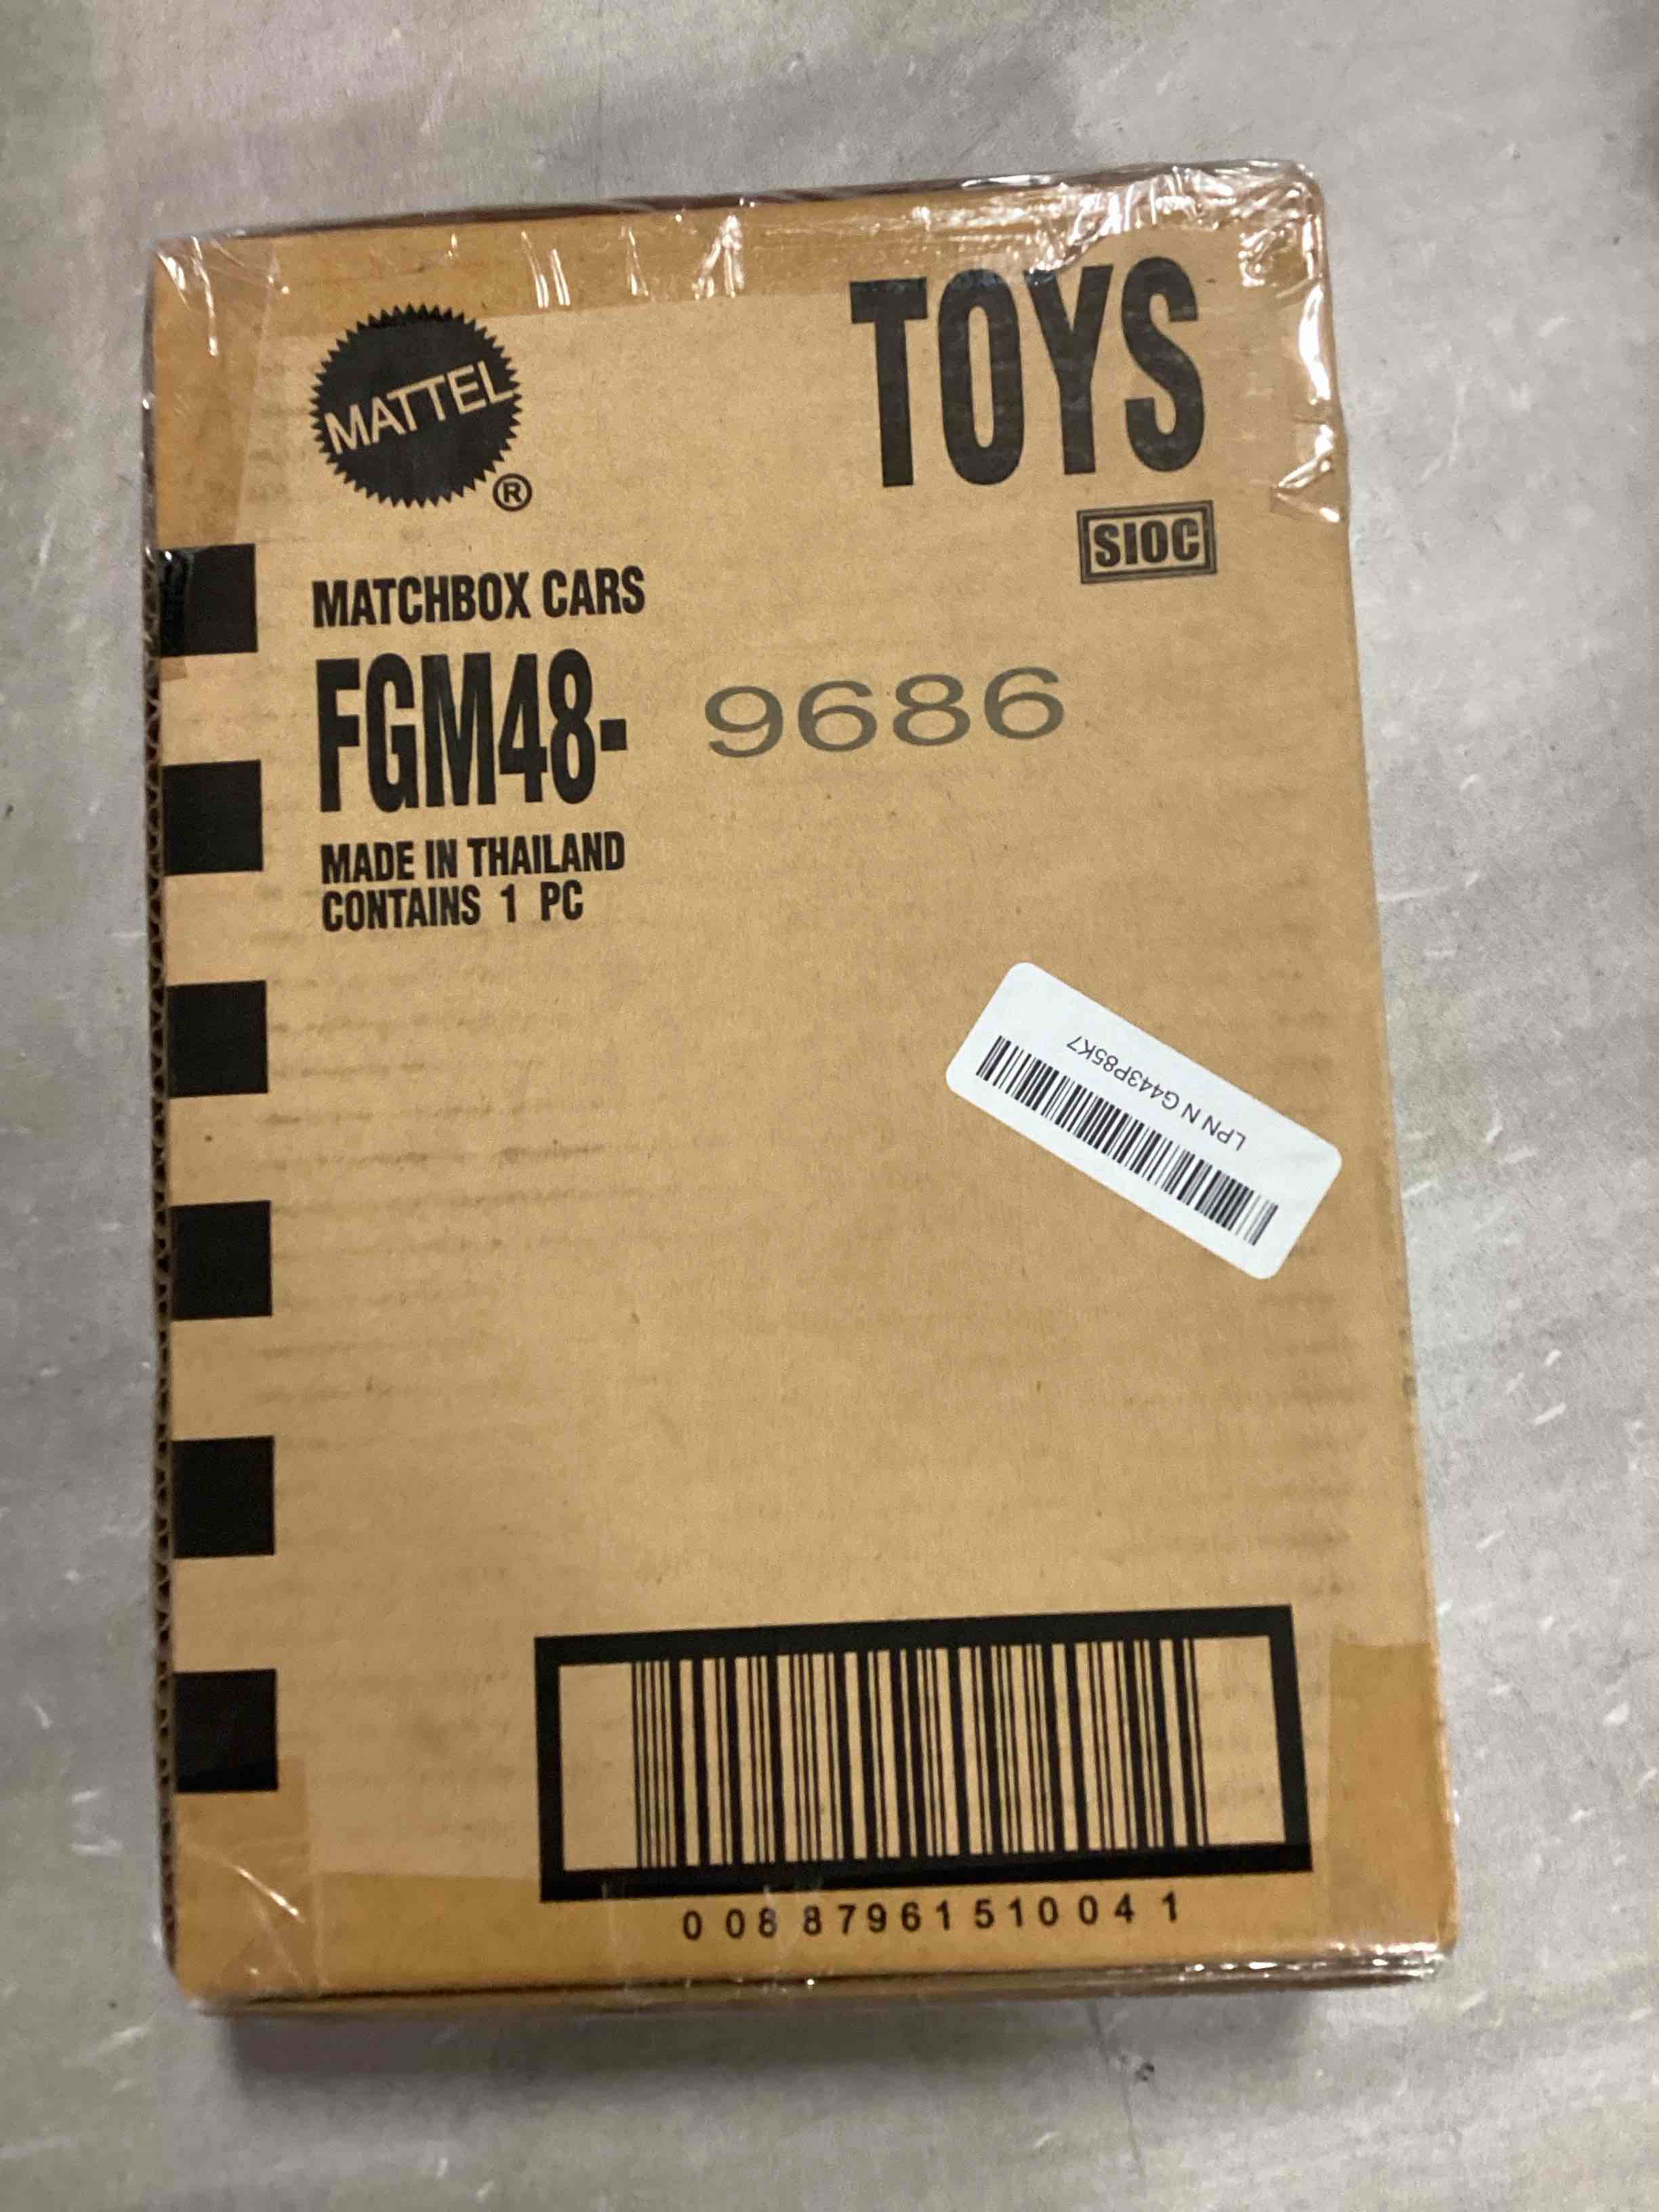 MATTEL
®
TOYS
SIOC
MATCHBOX CARS
FGM48- 9686
MADE IN THAILAND
CONTAINS 1 PC
LPN N G443P85K7
0 08 87961 51004 1